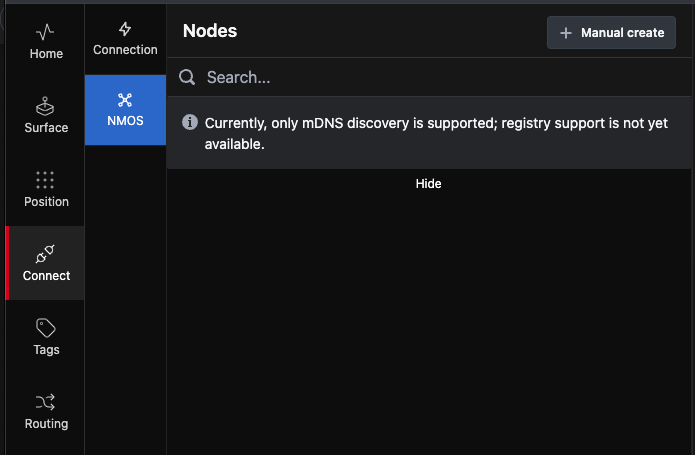 Home
Surface
Position
Connect
Tags
Routing
Connection
NMOS
Nodes
Manual create
Search...
Currently, only mDNS discovery is supported; registry support is not yet
available.
Hide